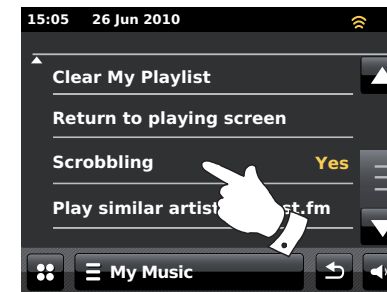 15:05 26 Jun 2010
Clear My Playlist
Return to playing screen
Scrobbling Yes
Play similar st.fm
My Music